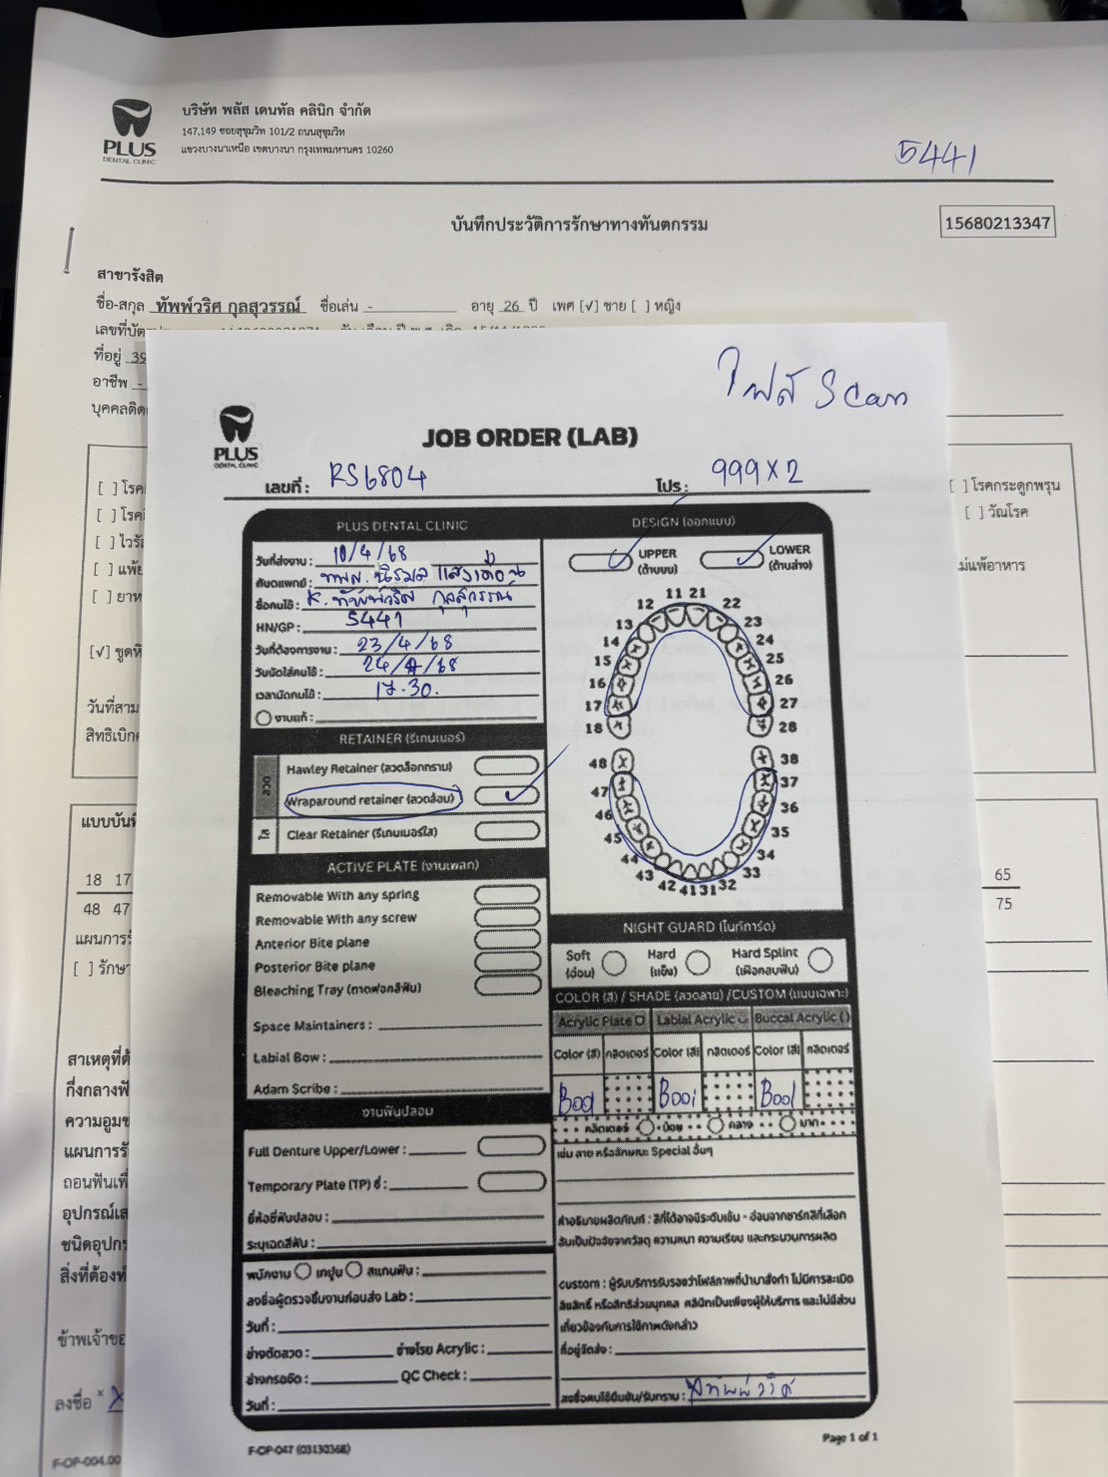 บริษัท พลัส เดนทัล คลินิก จำกัด
147,149 ซอยสุขุมวิท 101/2 ถนนสุขุมวิท
แขวงบางนาเหนือ เขตบางนา กรุงเทพมหานคร 10260
PLUS
DENTAL CLINIC
5441
บันทึกประวัติการรักษาทางทันตกรรม
15680213347
สาขารังสิต
ชื่อ-สกุล ทัพพ์วริศ กุลสุวรรณ์ ชื่อเล่น - อายุ 26 ปี เพศ [√] ชาย [ ] หญิง
ที่อยู่ 39
อาชีพ -
บุคคลติด
[ ] โรค
[ ] โรค
[ ] ไวรัส
[ ] แพ้
[ ] ยา
[√] ขูดหิ
วันที่สาม
สิทธิเบิก
[ ] โรคกระดูกพรุน
[ ] วัณโรค
ไม่แพ้อาหาร
แบบบันทึ
18 17
48 47
65
75
แผนการรั
[ ] รักษา
สาเหตุที่ต้
กึ่งกลางฟั
ความอูม
แผนการรั
ถอนฟันเพื่
อุปกรณ์เส
ชนิดอุปก
สิ่งที่ต้องทำ
ข้าพเจ้าขอ
ลงชื่อ x
F-OP-004.00
ไฟล์ Scan
PLUS
DENTAL CLINIC
JOB ORDER (LAB)
เลขที่ : RS6804 โปร : 999x2
PLUS DENTAL CLINIC
วันที่ส่งงาน : 10/4/68
ทันตแพทย์ : ทพญ. นิรมล แสงเดือน
ชื่อคนไข้ : K. ทัพพ์วริศ กุลสุวรรณ์
HN/GP : 5441
วันที่ต้องการงาน : 23/4/68
วันนัดใส่คนไข้ : 24/4/68
เวลานัดคนไข้ : 17.30.
งานแก้ :
RETAINER (รีเทนเนอร์)
ลวด
Hawley Retainer (ลวดล็อกกราม)
Wraparound retainer (ลวดล้อม)
ใส
Clear Retainer (รีเทนเนอร์ใส)
ACTIVE PLATE (งานเพลท)
Removable With any spring
Removable With any screw
Anterior Bite plane
Posterior Bite plane
Bleaching Tray (ถาดฟอกสีฟัน)
Space Maintainers :
Labial Bow :
Adam Scribe :
งานฟันปลอม
Full Denture Upper/Lower :
Temporary Plate (TP) ซี่ :
ยี่ห้อซี่ฟันปลอม :
ระบุเฉดสีฟัน :
พนักงาน เทปูน สแกนฟัน :
ลงชื่อผู้ตรวจชิ้นงานก่อนส่ง Lab :
วันที่ :
ช่างดัดลวด : ช่างโรย Acrylic :
ช่างกรอขัด : QC Check :
วันที่ :
DESIGN (ออกแบบ)
UPPER
(ด้านบน)
LOWER
(ด้านล่าง)
11 21
12 22
13 23
14 24
15 25
16 26
17 27
18 28
48 38
47 37
46 36
45 35
44 34
43 33
42 41 31 32
NIGHT GUARD (ไนท์การ์ด)
Soft
(อ่อน)
Hard
(แข็ง)
Hard Splint
(เฝือกสบฟัน)
COLOR (สี) / SHADE (ลวดลาย) /CUSTOM (แบบเฉพาะ)
Acrylic Plate Labial Acrylic Buccal Acrylic ( )
Color (สี) กลิตเตอร์ Color (สี) กลิตเตอร์ Color (สี) กลิตเตอร์
B001 B001 B001
กลิตเตอร์ น้อย กลาง มาก
เช่น ลาย หรือลักษณะ Special อื่นๆ
คำอธิบายผลิตภัณฑ์ : สีที่ได้อาจมีระดับเข้ม - อ่อนจากชาร์ทสีที่เลือก
อันเป็นปัจจัยจากวัสดุ ความหนา ความเรียบ และกระบวนการผลิต
Custom : ผู้รับบริการรับรองว่าไฟล์ภาพที่นำมาสั่งทำ ไม่มีการละเมิด
ลิขสิทธิ์ หรือสิทธิส่วนบุคคล คลินิกเป็นเพียงผู้ให้บริการ และไม่มีส่วน
เกี่ยวข้องกับการใช้ภาพดังกล่าว
ที่อยู่จัดส่ง :
ลงชื่อคนไข้ยืนยัน/รับทราบ : ทัพพ์วริศ
F-OP-047 (03130368)
Page 1 of 1